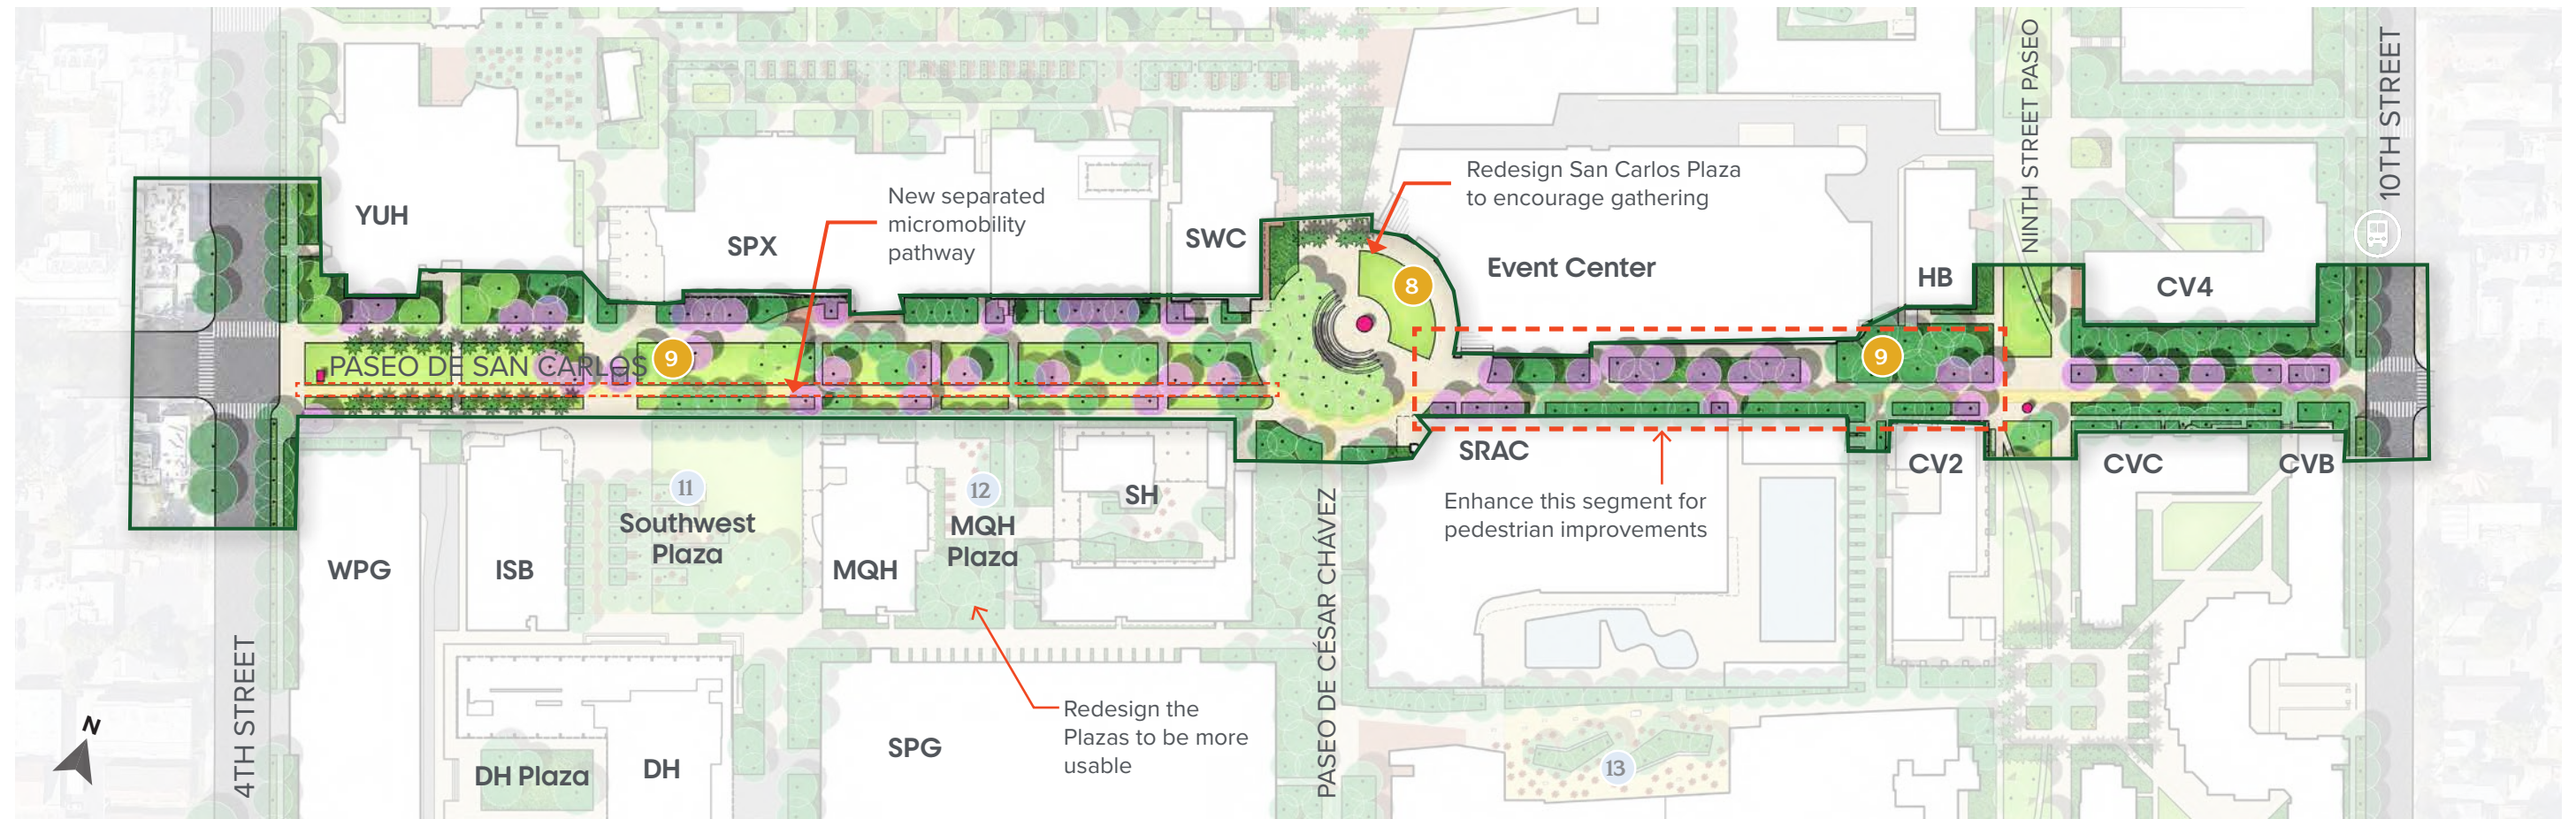 YUH
SPX
New separated
micromobility
pathway
SWC
Redesign San Carlos Plaza
to encourage gathering
8
Event Center
HB
NINTH STREET PASEO
CV4
10TH STREET
PASEO DE SAN CARLOS
9
9
SRAC
Enhance this segment for
pedestrian improvements
CV2
CVC
CVB
WPG
ISB
11
Southwest
Plaza
MQH
12
MQH
Plaza
SH
PASEO DE CÉSAR CHÁVEZ
4TH STREET
N
DH Plaza
DH
SPG
Redesign the
Plazas to be more
usable
13